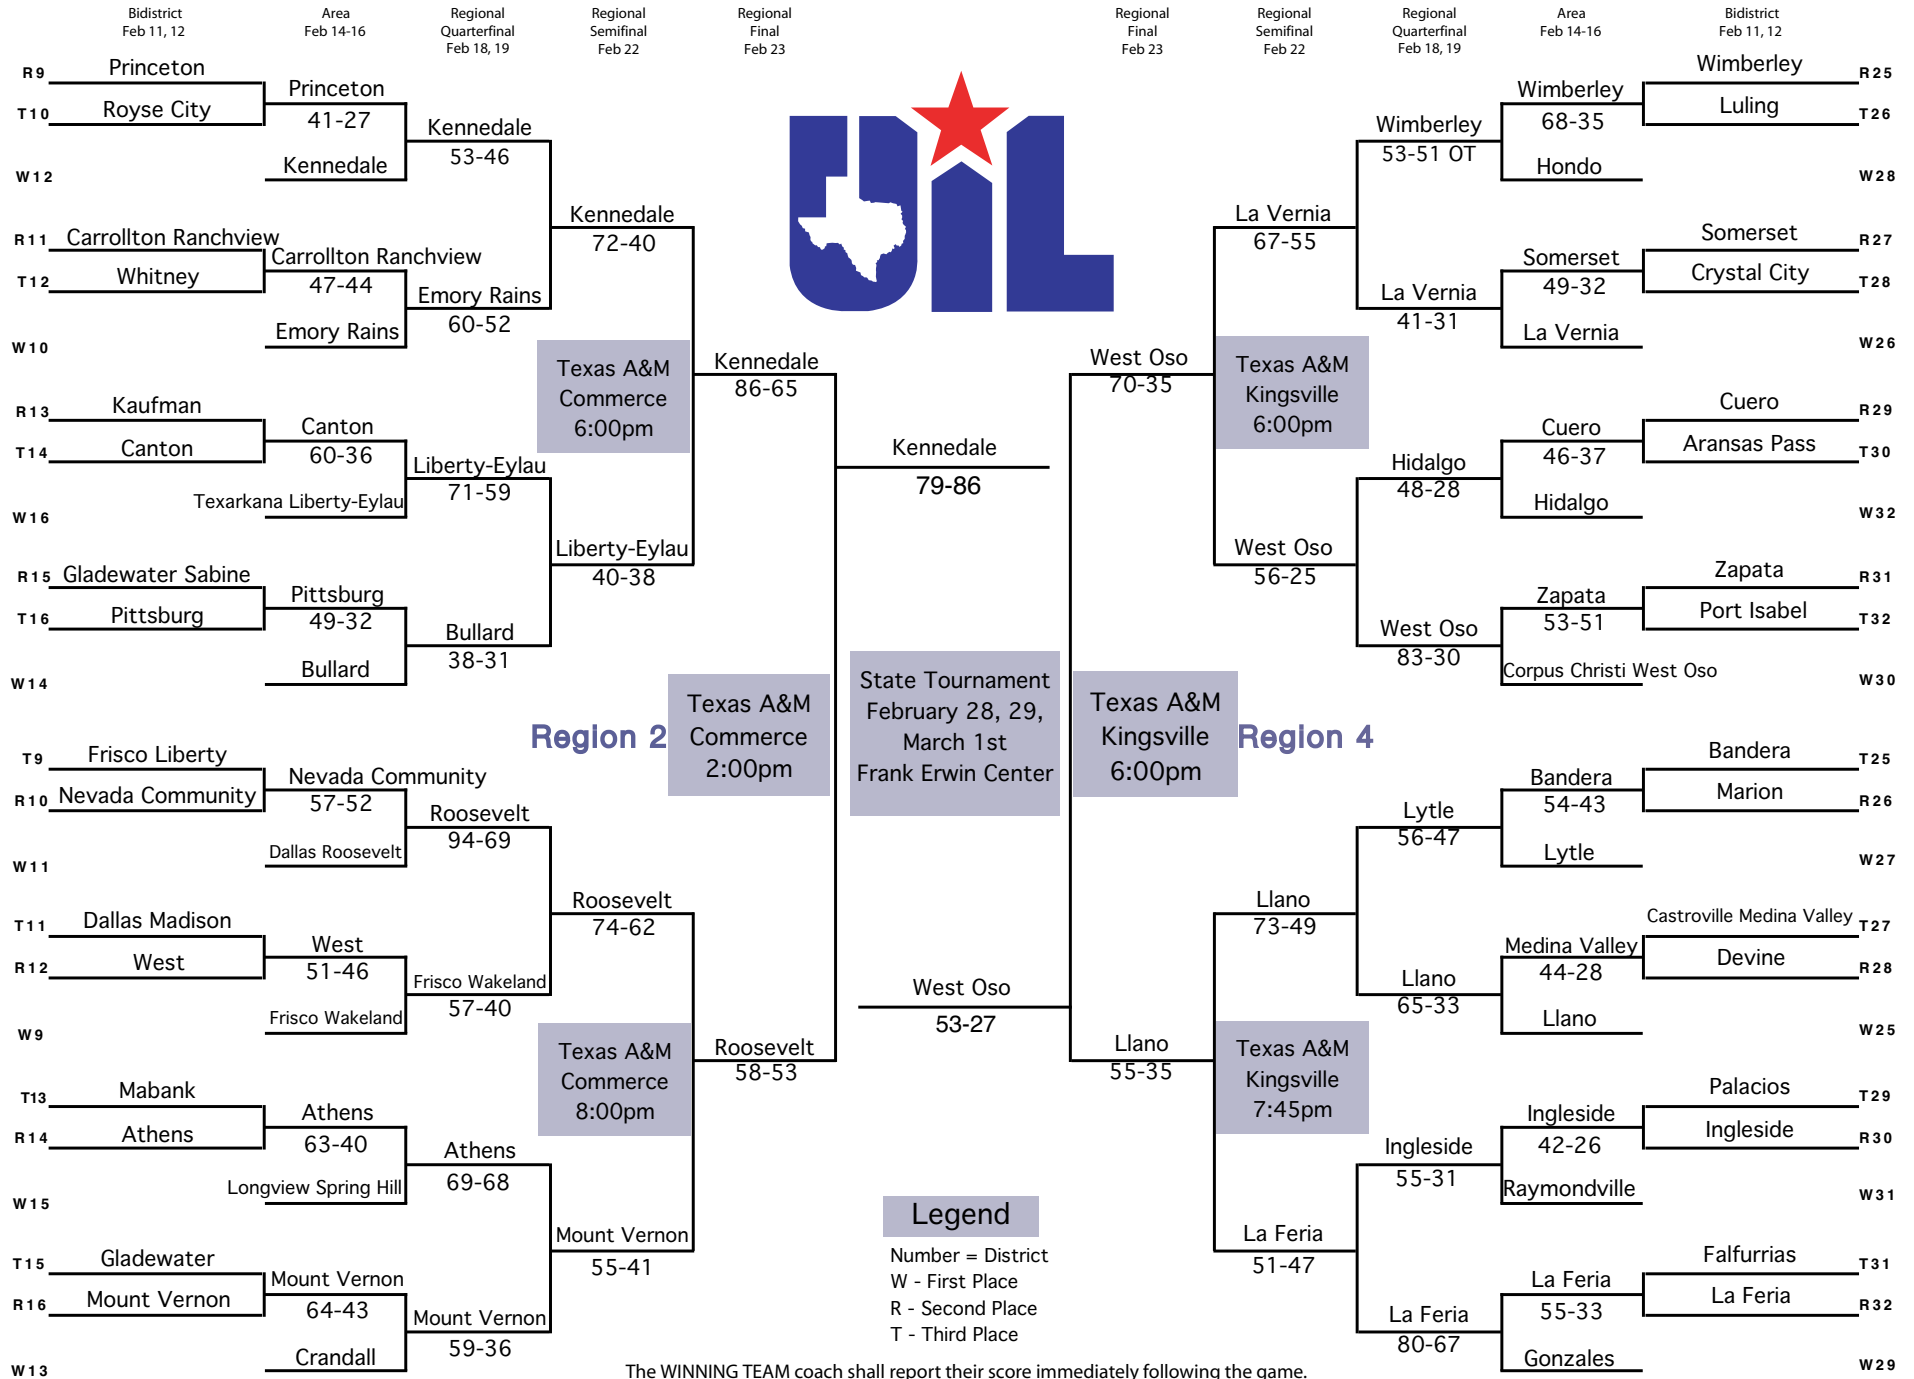 Bidistrict
Feb 11, 12
Area
Feb 14-16
Regional
Quarterfinal
Feb 18, 19
Regional
Semifinal
Feb 22
Regional
Final
Feb 23
Regional
Final
Feb 23
Regional
Semifinal
Feb 22
Regional
Quarterfinal
Feb 18, 19
Area
Feb 14-16
Bidistrict
Feb 11, 12
UIL
R9
Princeton
T10
Royse City
W12
Princeton
41-27
Kennedale
Kennedale
53-46
R11
Carrollton Ranchview
T12
Whitney
W10
Carrollton Ranchview
47-44
Emory Rains
Emory Rains
60-52
Kennedale
72-40
Texas A&M
Commerce
6:00pm
R13
Kaufman
T14
Canton
W16
Canton
60-36
Texarkana Liberty-Eylau
Liberty-Eylau
71-59
R15
Gladewater Sabine
T16
Pittsburg
W14
Pittsburg
49-32
Bullard
Bullard
38-31
Liberty-Eylau
40-38
Kennedale
86-65
Kennedale
79-86
Region 2
Texas A&M
Commerce
2:00pm
T9
Frisco Liberty
R10
Nevada Community
W11
Nevada Community
57-52
Dallas Roosevelt
Roosevelt
94-69
T11
Dallas Madison
R12
West
W9
West
51-46
Frisco Wakeland
Frisco Wakeland
57-40
Roosevelt
74-62
Texas A&M
Commerce
8:00pm
T13
Mabank
R14
Athens
W15
Athens
63-40
Longview Spring Hill
Athens
69-68
T15
Gladewater
R16
Mount Vernon
W13
Mount Vernon
64-43
Crandall
Mount Vernon
59-36
Mount Vernon
55-41
Roosevelt
58-53
State Tournament
February 28, 29,
March 1st
Frank Erwin Center
Wimberley
R25
Luling
T26
W28
Wimberley
68-35
Hondo
Wimberley
53-51 OT
Somerset
R27
Crystal City
T28
W26
Somerset
49-32
La Vernia
La Vernia
41-31
La Vernia
67-55
Texas A&M
Kingsville
6:00pm
Cuero
R29
Aransas Pass
T30
W32
Cuero
46-37
Hidalgo
Hidalgo
48-28
Zapata
R31
Port Isabel
T32
W30
Zapata
53-51
Corpus Christi West Oso
West Oso
83-30
West Oso
56-25
West Oso
70-35
Texas A&M
Kingsville
6:00pm
Region 4
Bandera
T25
Marion
R26
W27
Bandera
54-43
Lytle
Lytle
56-47
Castroville Medina Valley
T27
Devine
R28
W25
Medina Valley
44-28
Llano
Llano
65-33
Llano
73-49
Texas A&M
Kingsville
7:45pm
Palacios
T29
Ingleside
R30
W31
Ingleside
42-26
Raymondville
Ingleside
55-31
Falfurrias
T31
La Feria
R32
W29
La Feria
55-33
Gonzales
La Feria
80-67
La Feria
51-47
Llano
55-35
West Oso
53-27
Legend
Number = District
W - First Place
R - Second Place
T - Third Place
The WINNING TEAM coach shall report their score immediately following the game.